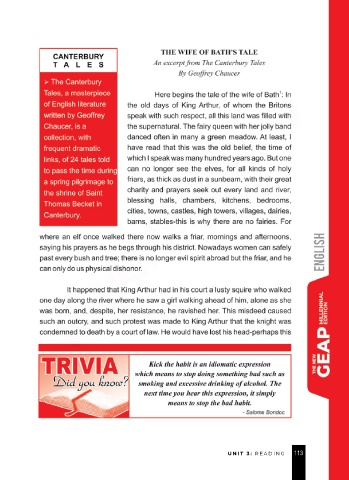 CANTERBURY
T A L E S
➢ The Canterbury
Tales, a masterpiece
of English literature
written by Geoffrey
Chaucer, is a
collection, with
frequent dramatic
links, of 24 tales told
to pass the time during
a spring pilgrimage to
the shrine of Saint
Thomas Becket in
Canterbury.
THE WIFE OF BATH'S TALE
An excerpt from The Canterbury Tales
By Geoffrey Chaucer
Here begins the tale of the wife of Bath¹: In
the old days of King Arthur, of whom the Britons
speak with such respect, all this land was filled with
the supernatural. The fairy queen with her jolly band
danced often in many a green meadow. At least, I
have read that this was the old belief, the time of
which I speak was many hundred years ago. But one
can no longer see the elves, for all kinds of holy
friars, as thick as dust in a sunbeam, with their great
charity and prayers seek out every land and river,
blessing halls, chambers, kitchens, bedrooms,
cities, towns, castles, high towers, villages, dairies,
barns, stables-this is why there are no fairies. For
where an elf once walked there now walks a friar, mornings and afternoons,
saying his prayers as he begs through his district. Nowadays women can safely
past every bush and tree; there is no longer evil spirit abroad but the friar, and he
can only do us physical dishonor.
It happened that King Arthur had in his court a lusty squire who walked
one day along the river where he saw a girl walking ahead of him, alone as she
was born, and, despite, her resistance, he ravished her. This misdeed caused
such an outcry, and such protest was made to King Arthur that the knight was
condemned to death by a court of law. He would have lost his head-perhaps this
ENGLISH
THE NEW
GEAP MILLENNIAL
EDITION
TRIVIA
Did you know?
Kick the habit is an idiomatic expression
which means to stop doing something bad such as
smoking and excessive drinking of alcohol. The
next time you hear this expression, it simply
means to stop the bad habit.
- Salome Bondoc
UNIT 3: READING 113